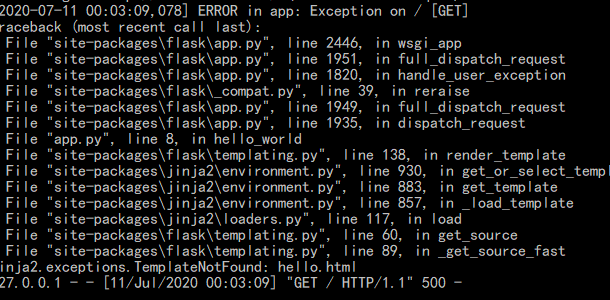 2020-07-11 00:03:09,078] ERROR in app: Exception on / [GET]
raceback (most recent call last):
File "site-packages\flask\app.py", line 2446, in wsgi_app
File "site-packages\flask\app.py", line 1951, in full_dispatch_request
File "site-packages\flask\app.py", line 1820, in handle_user_exception
File "site-packages\flask\_compat.py", line 39, in reraise
File "site-packages\flask\app.py", line 1949, in full_dispatch_request
File "site-packages\flask\app.py", line 1935, in dispatch_request
File "app.py", line 8, in hello_world
File "site-packages\flask\templating.py", line 138, in render_template
File "site-packages\jinja2\environment.py", line 930, in get_or_select_templ
File "site-packages\jinja2\environment.py", line 883, in get_template
File "site-packages\jinja2\environment.py", line 857, in _load_template
File "site-packages\jinja2\loaders.py", line 117, in load
File "site-packages\flask\templating.py", line 60, in get_source
File "site-packages\flask\templating.py", line 89, in _get_source_fast
inja2.exceptions.TemplateNotFound: hello.html
27.0.0.1 - - [11/Jul/2020 00:03:09] "GET / HTTP/1.1" 500 -